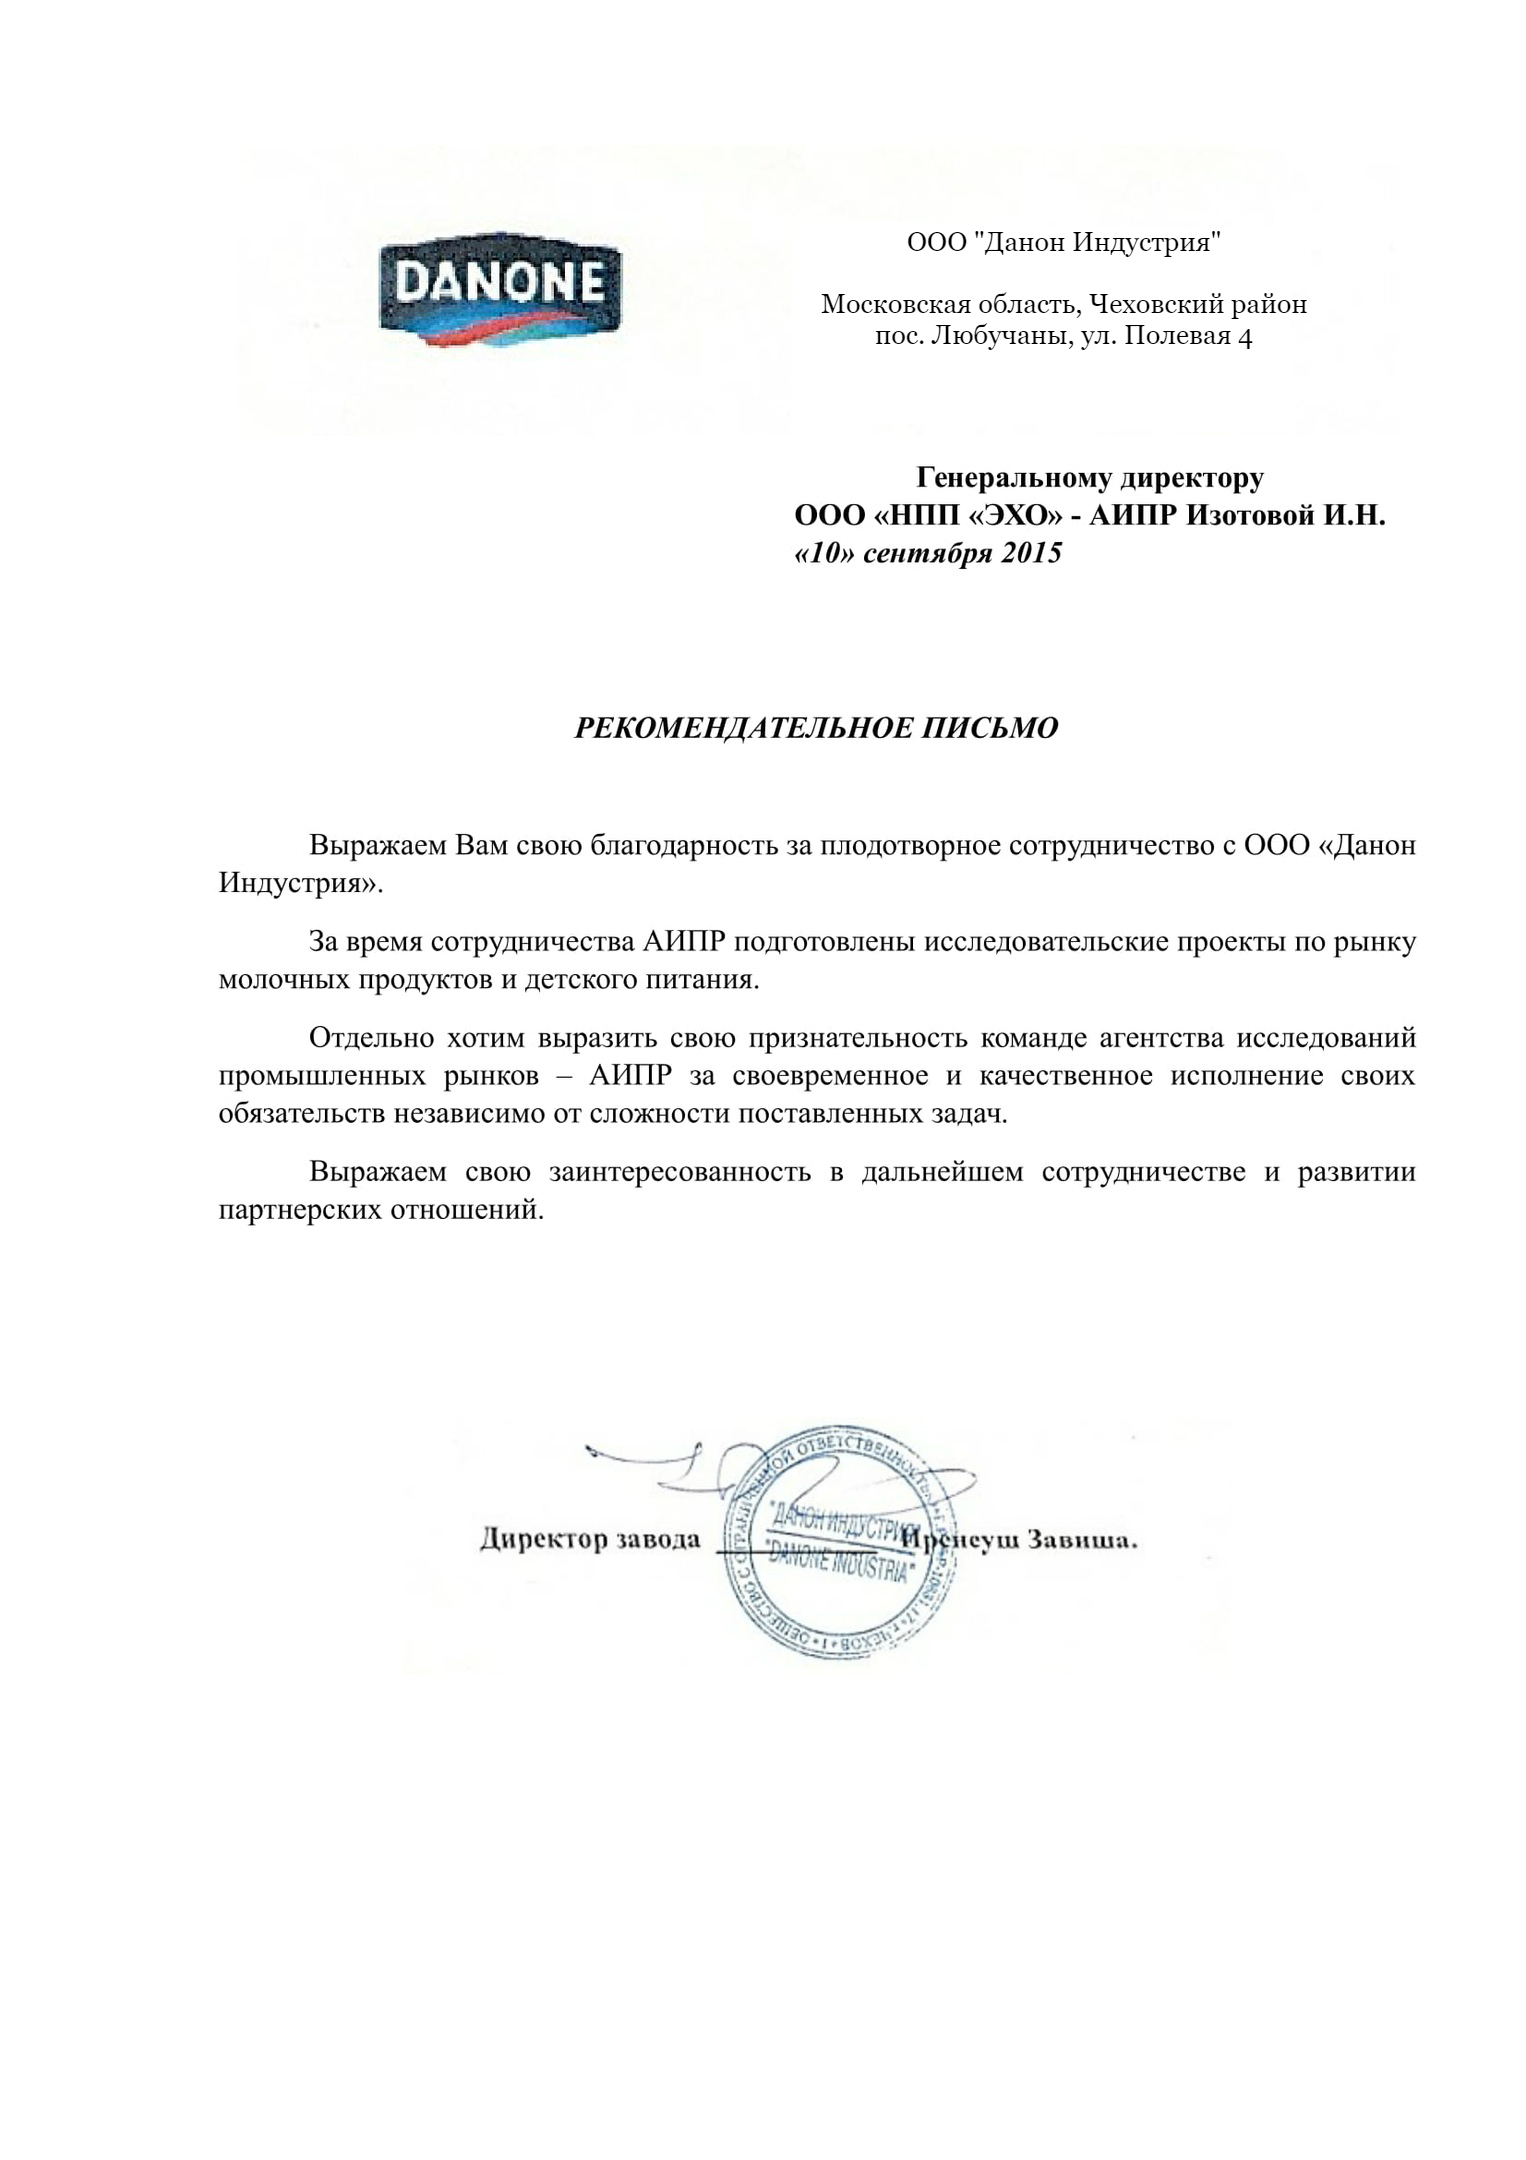 DANONE
ООО "Данон Индустрия"
Московская область, Чеховский район
пос. Любучаны, ул. Полевая 4
Генеральному директору
ООО «НПП «ЭХО» - АИПР Изотовой И.Н.
«10» сентября 2015
РЕКОМЕНДАТЕЛЬНОЕ ПИСЬМО
Выражаем Вам свою благодарность за плодотворное сотрудничество с ООО «Данон
Индустрия».
За время сотрудничества АИПР подготовлены исследовательские проекты по рынку
молочных продуктов и детского питания.
Отдельно хотим выразить свою признательность команде агентства исследований
промышленных рынков – АИПР за своевременное и качественное исполнение своих
обязательств независимо от сложности поставленных задач.
Выражаем свою заинтересованность в дальнейшем сотрудничестве и развитии
партнерских отношений.
Директор завода Иренеуш Завиша.
"ДАНОН ИНДУСТРИЯ"
"DANONE INDUSTRIA"
ОБЩЕСТВО С ОГРАНИЧЕННОЙ ОТВЕТСТВЕННОСТЬЮ
г.ЧЕХОВ